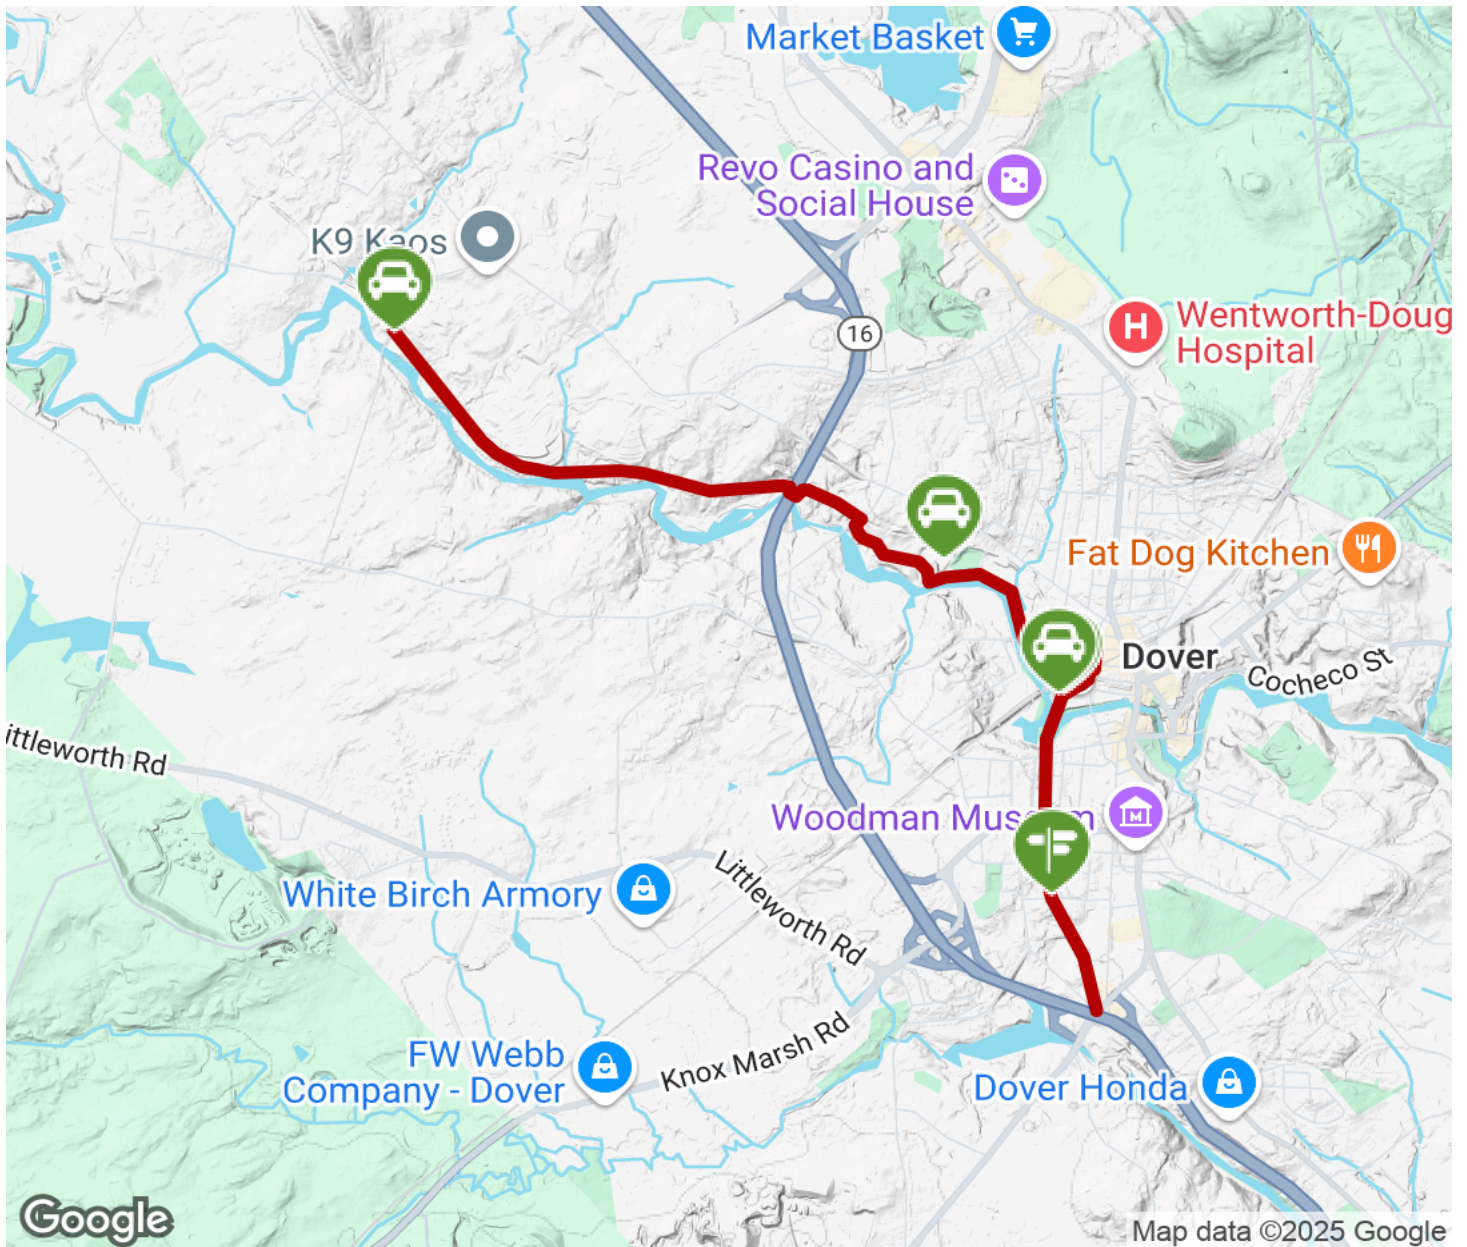 Market Basket
Revo Casino and
Social House
K9 Kaos
16
H
Wentworth-Doug
Hospital
Fat Dog Kitchen
Dover
Cocheco St
ittleworth Rd
Woodman Museum
M
White Birch Armory
Littleworth Rd
FW Webb
Company - Dover
Knox Marsh Rd
Dover Honda
Google
Map data ©2025 Google